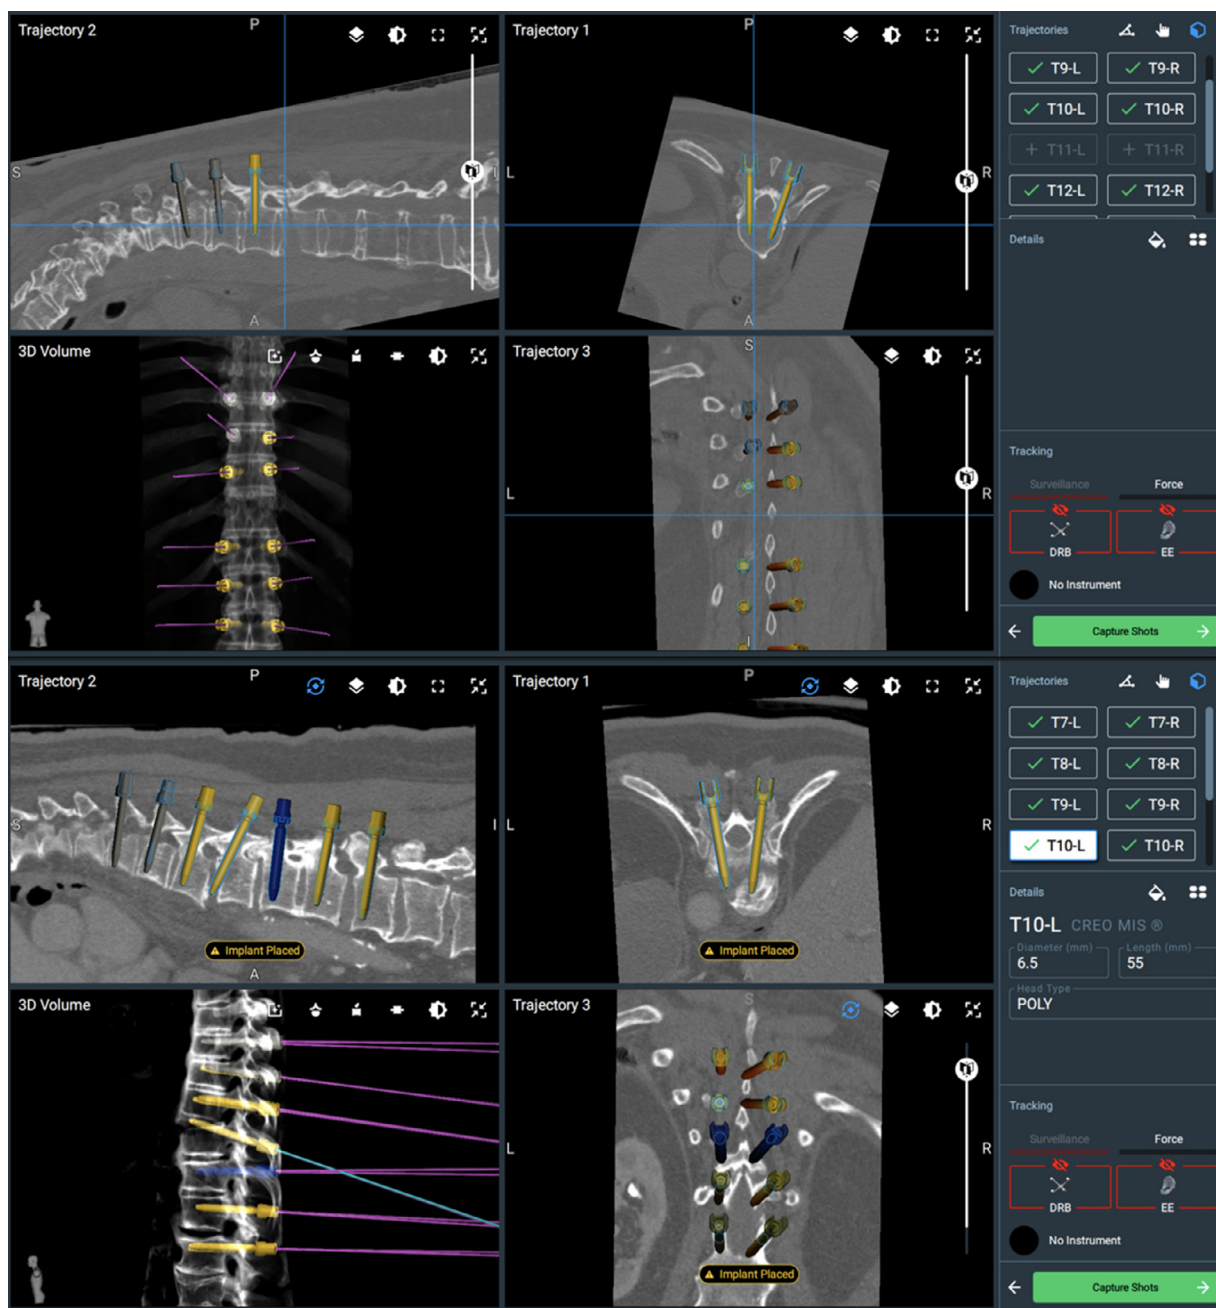 Trajectory 2
P
S
I
Trajectory 1
P
L
R
A
Trajectories
T9-L
T9-R
T10-L
T10-R
T11-L
T11-R
T12-L
T12-R
Details
3D Volume
Trajectory 3
S
L
R
I
Tracking
Surveillance
Force
DRB
EE
No Instrument
Capture Shots
Trajectory 2
P
S
I
Implant Placed
A
Trajectory 1
P
L
R
Implant Placed
Trajectories
T7-L
T7-R
T8-L
T8-R
T9-L
T9-R
T10-L
T10-R
Details
T10-L CREO MIS ®
Diameter (mm)
6.5
Length (mm)
55
Head Type
POLY
3D Volume
Trajectory 3
S
L
R
Implant Placed
Tracking
Surveillance
Force
DRB
EE
No Instrument
Capture Shots